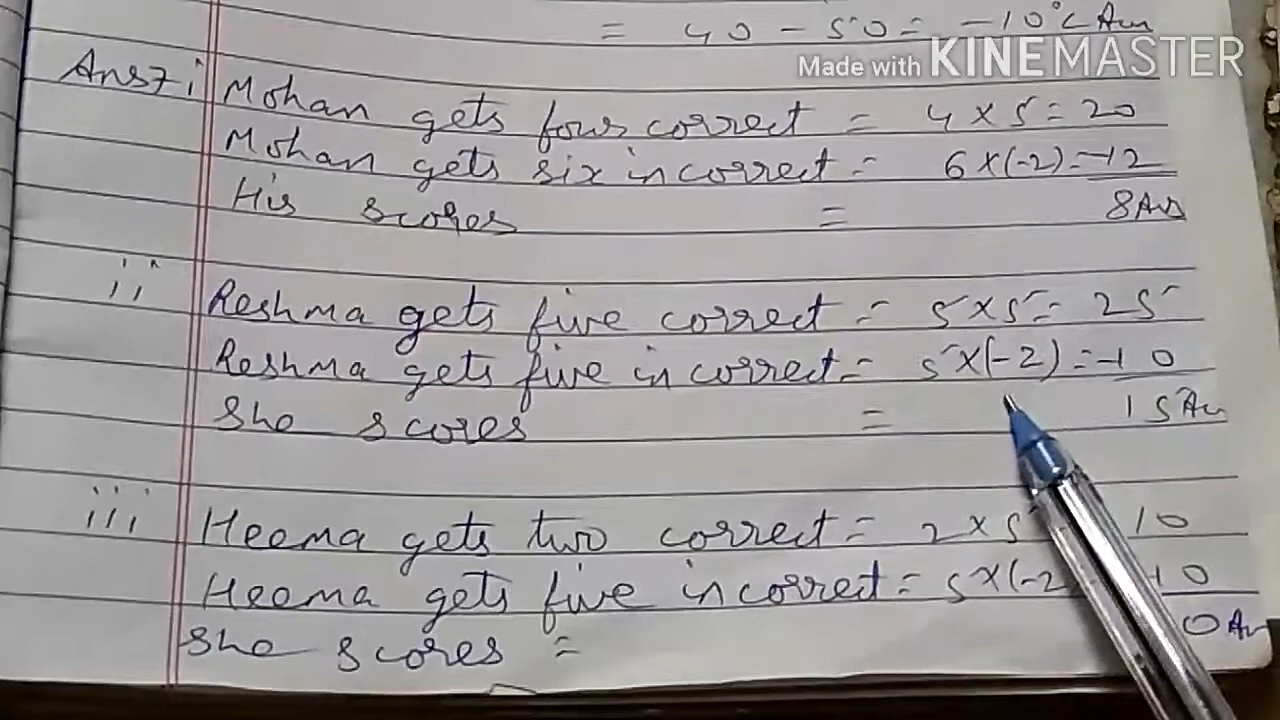 = 40 - 50 = -10°C Ans
Made with KINEMASTER
Ans7 i Mohan gets four correct = 4 x 5 = 20
Mohan gets six incorrect = 6 x (-2) = -12
His scores = 8 Ans
ii Reshma gets five correct = 5 x 5 = 25
Reshma gets five incorrect = 5 x (-2) = -10
She scores = 15 Ans
iii Heema gets two correct = 2 x 5 10
Heema gets five incorrect = 5 x (-2 10
She scores = 0 An